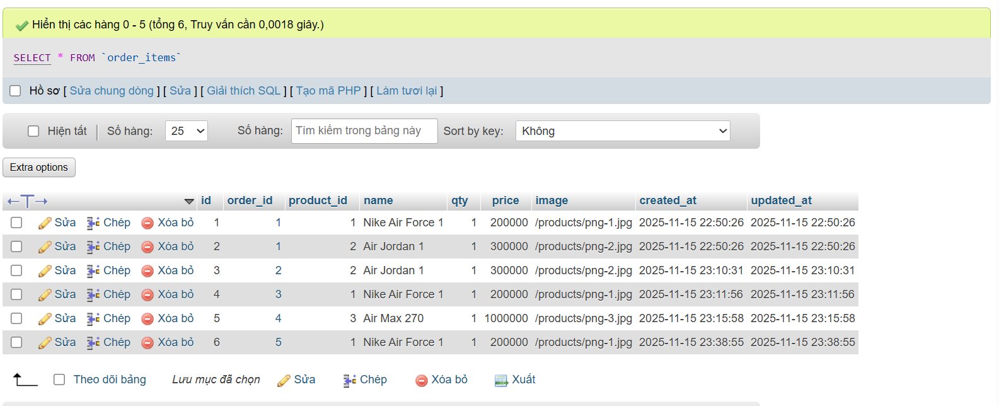 Hiển thị các hàng 0 - 5 (tổng 6, Truy vấn cần 0,0018 giây.)
SELECT * FROM `order_items`
Hồ sơ [ Sửa chung dòng ] [ Sửa ] [ Giải thích SQL ] [ Tạo mã PHP ] [ Làm tươi lại ]
Hiện tất | Số hàng: 25 Số hàng: Tìm kiếm trong bảng này Sort by key: Không
Extra options
←T→ id order_id product_id name qty price image created_at updated_at
Sửa Chép Xóa bỏ 1 1 1 Nike Air Force 1 1 200000 /products/png-1.jpg 2025-11-15 22:50:26 2025-11-15 22:50:26
Sửa Chép Xóa bỏ 2 1 2 Air Jordan 1 1 300000 /products/png-2.jpg 2025-11-15 22:50:26 2025-11-15 22:50:26
Sửa Chép Xóa bỏ 3 2 2 Air Jordan 1 1 300000 /products/png-2.jpg 2025-11-15 23:10:31 2025-11-15 23:10:31
Sửa Chép Xóa bỏ 4 3 1 Nike Air Force 1 1 200000 /products/png-1.jpg 2025-11-15 23:11:56 2025-11-15 23:11:56
Sửa Chép Xóa bỏ 5 4 3 Air Max 270 1 1000000 /products/png-3.jpg 2025-11-15 23:15:58 2025-11-15 23:15:58
Sửa Chép Xóa bỏ 6 5 1 Nike Air Force 1 1 200000 /products/png-1.jpg 2025-11-15 23:38:55 2025-11-15 23:38:55
Theo dõi bảng Lưu mục đã chọn Sửa Chép Xóa bỏ Xuất